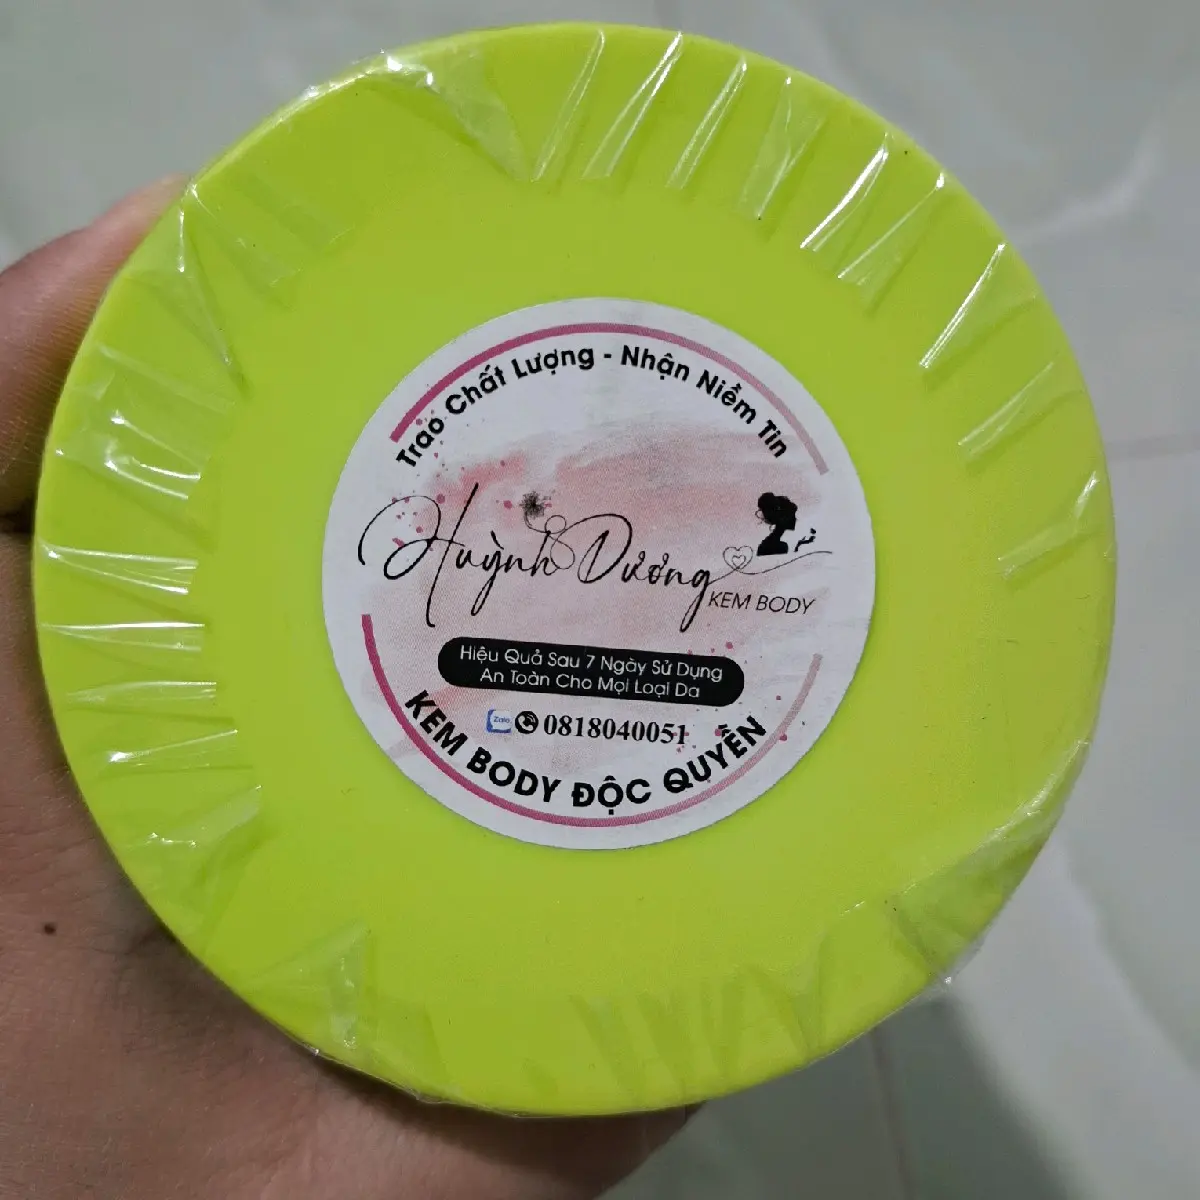 Trao Chất Lượng - Nhận Niềm Tin
Huỳnh Dương
KEM BODY
Hiệu Quả Sau 7 Ngày Sử Dụng
An Toàn Cho Mọi Loại Da
Zalo 0818040051
KEM BODY ĐỘC QUYỀN